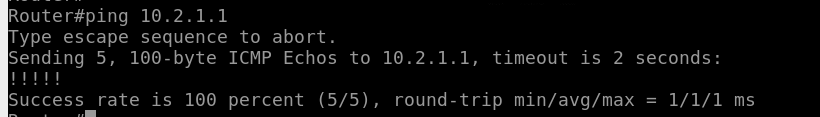 Router#ping 10.2.1.1
Type escape sequence to abort.
Sending 5, 100-byte ICMP Echos to 10.2.1.1, timeout is 2 seconds:
!!!!!
Success rate is 100 percent (5/5), round-trip min/avg/max = 1/1/1 ms
Router#